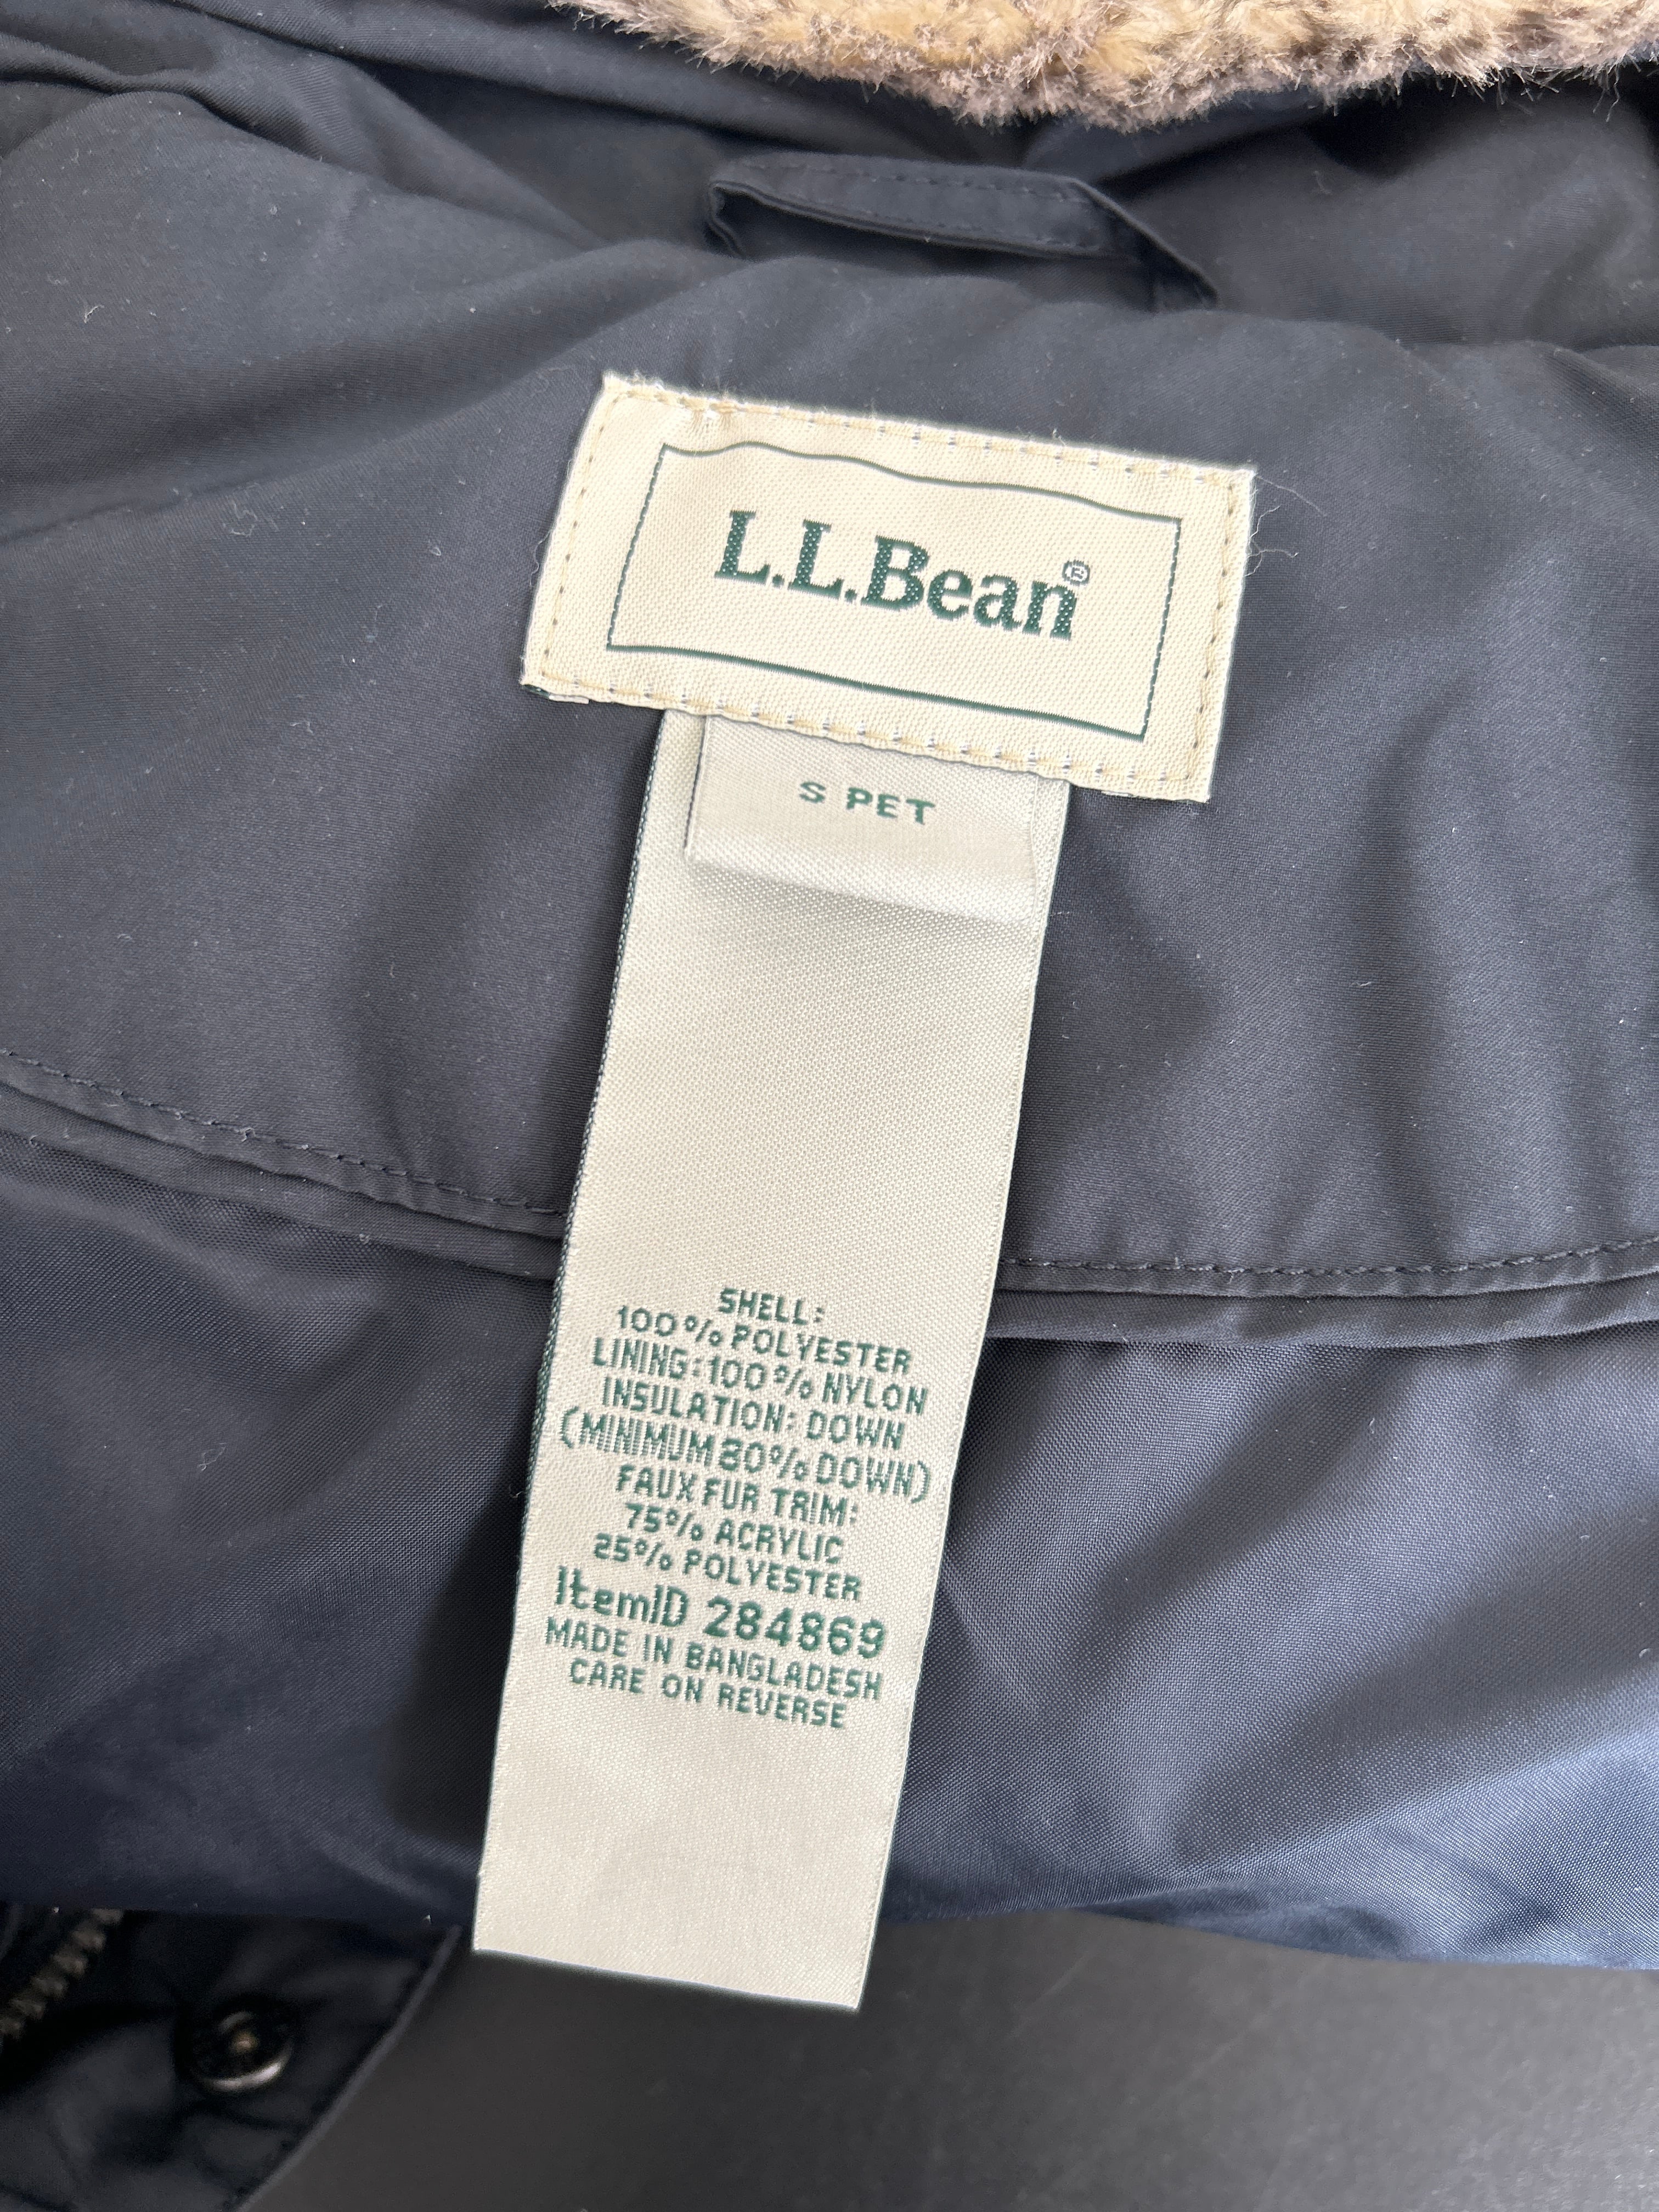 L.L.Bean®
S PET
SHELL:
100% POLYESTER
LINING:100% NYLON
INSULATION: DOWN
(MINIMUM 80% DOWN)
FAUX FUR TRIM:
75% ACRYLIC
25% POLYESTER
ItemID 284869
MADE IN BANGLADESH
CARE ON REVERSE